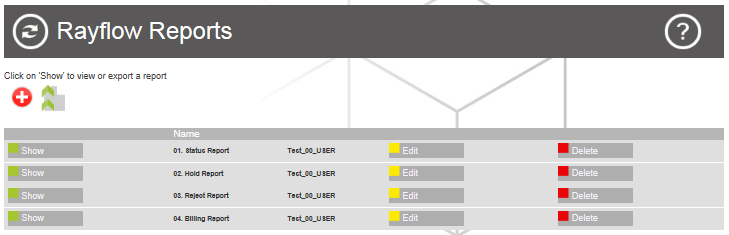 Rayflow Reports ?
Click on 'Show' to view or export a report
Name
Show 01. Status Report Test_00_USER Edit Delete
Show 02. Hold Report Test_00_USER Edit Delete
Show 03. Reject Report Test_00_USER Edit Delete
Show 04. Billing Report Test_00_USER Edit Delete